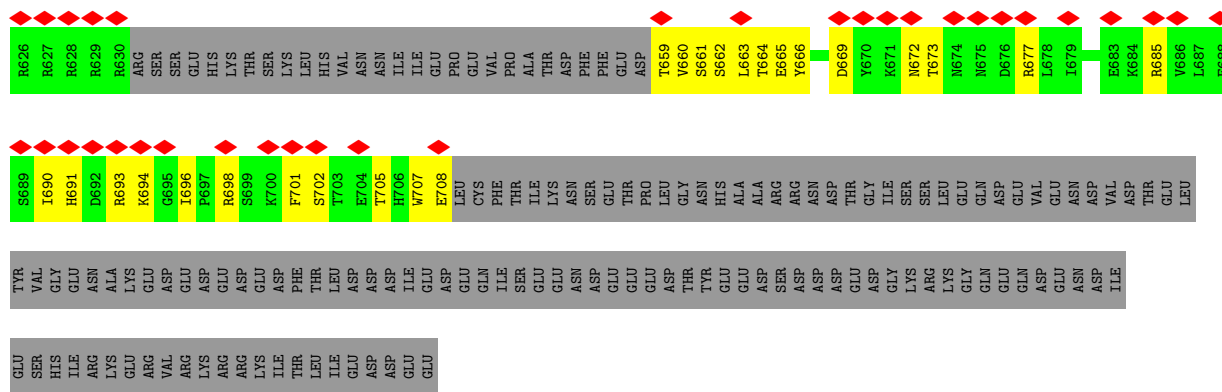 R626 R627 R628 R629 R630 ARG SER SER GLU HIS LYS THR SER LYS LEU HIS VAL ASN ASN ILE ILE GLU PRO GLU VAL PRO ALA THR ASP PHE PHE GLU ASP T659 V660 S661 S662 L663 T664 E665 Y666 D669 Y670 K671 N672 T673 N674 N675 D676 R677 L678 I679 E683 K684 R685 V686 L687
S689 I690 H691 D692 R693 K694 G695 I696 P697 R698 S699 K700 F701 S702 T703 E704 T705 H706 W707 E708 LEU CYS PHE THR ILE LYS ASN SER GLU THR PRO LEU GLY ASN HIS ALA ALA ARG ARG ASN ASP THR GLY ILE SER SER LEU GLU GLN ASP GLU VAL GLU ASN ASP VAL ASP THR GLU LEU
TYR VAL GLY GLU ASN ALA LYS GLU ASP GLU ASP GLU ASP GLU ASP PHE THR LEU ASP ASP ASP ILE GLU ASP GLU GLN ILE SER GLU GLU ASN ASP GLU GLU GLU ASP THR TYR GLU GLU ASP SER ASP ASP ASP GLU ASP GLY LYS ARG LYS GLY GLN GLU GLN ASP GLU ASN ASP ILE
GLU SER HIS ILE ARG LYS GLU ARG VAL ARG LYS ARG ARG LYS ILE THR LEU ILE GLU ASP ASP GLU GLU